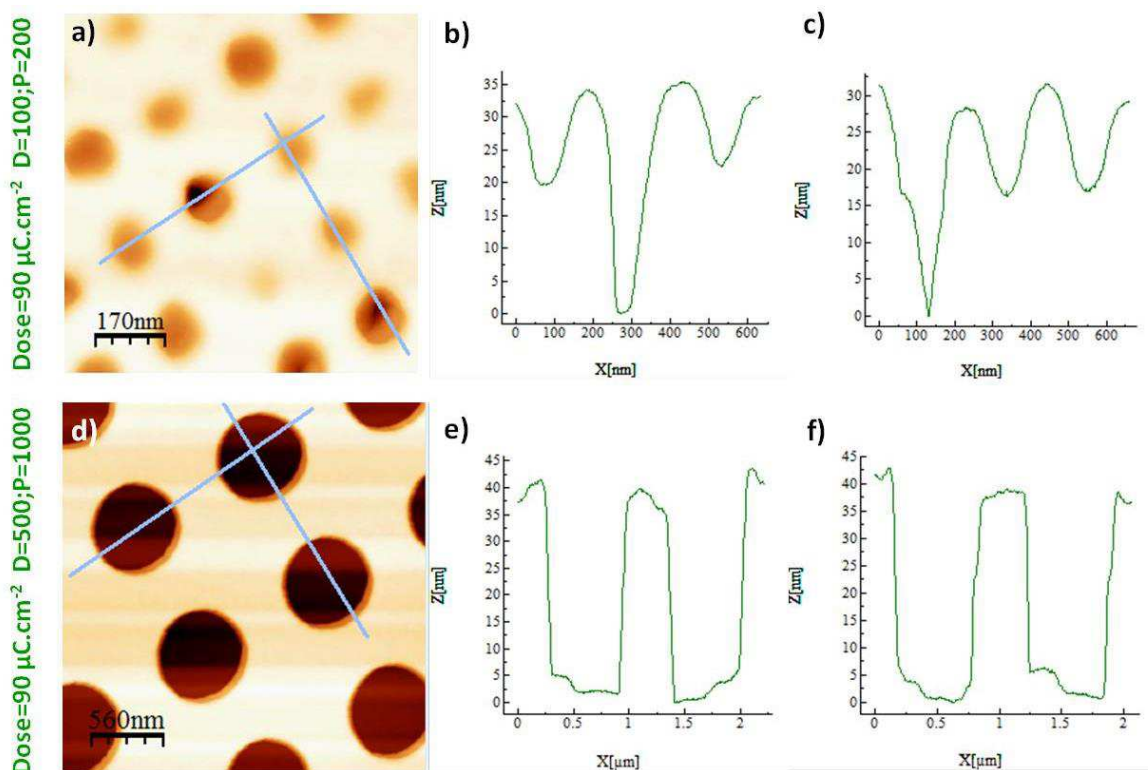 Dose=90 µC.cm⁻² D=100;P=200
a)
170nm
b)
35
30
25
20
15
10
5
0
Z[nm]
0 100 200 300 400 500 600
X[nm]
c)
30
25
20
15
10
5
0
Z[nm]
0 100 200 300 400 500 600
X[nm]
Dose=90 µC.cm⁻² D=500;P=1000
d)
560nm
e)
45
40
35
30
25
20
15
10
5
0
Z[nm]
0 0.5 1 1.5 2
X[µm]
f)
45
40
35
30
25
20
15
10
5
0
Z[nm]
0 0.5 1 1.5 2
X[µm]